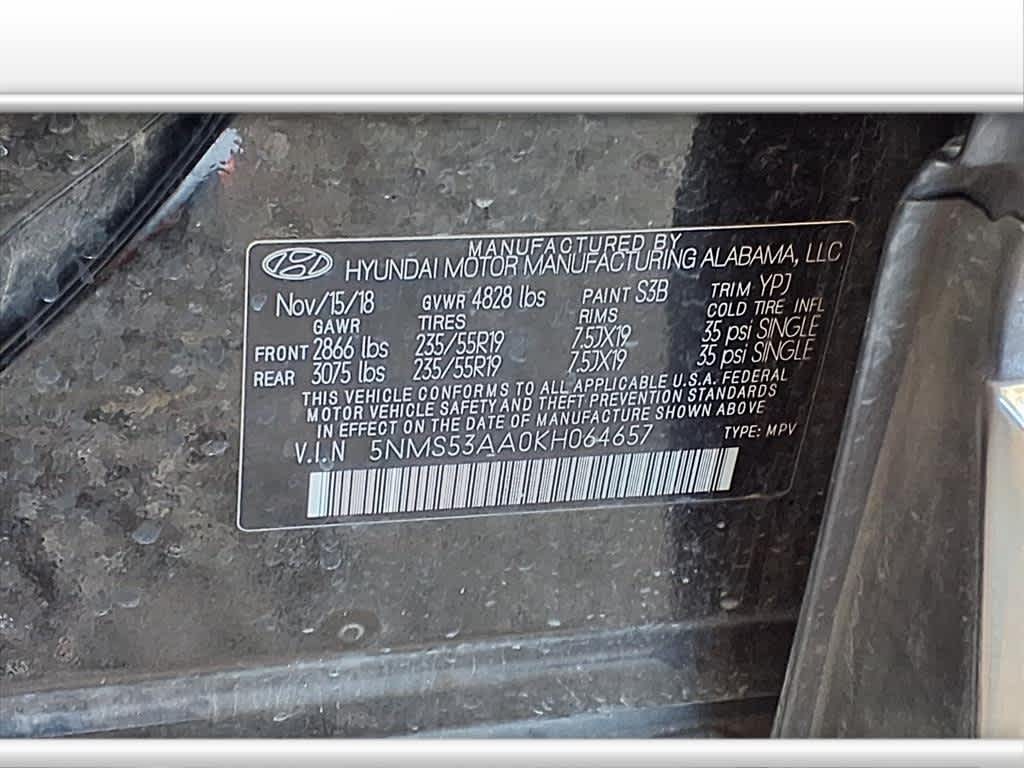 MANUFACTURED BY
HYUNDAI MOTOR MANUFACTURING ALABAMA, LLC
Nov/15/18 GVWR 4828 lbs PAINT S3B TRIM YPJ
GAWR TIRES RIMS COLD TIRE INFL
FRONT 2866 lbs 235/55R19 7.5JX19 35 psi SINGLE
REAR 3075 lbs 235/55R19 7.5JX19 35 psi SINGLE
THIS VEHICLE CONFORMS TO ALL APPLICABLE U.S.A. FEDERAL
MOTOR VEHICLE SAFETY AND THEFT PREVENTION STANDARDS
IN EFFECT ON THE DATE OF MANUFACTURE SHOWN ABOVE
V.I.N 5NMS53AA0KH064657 TYPE: MPV